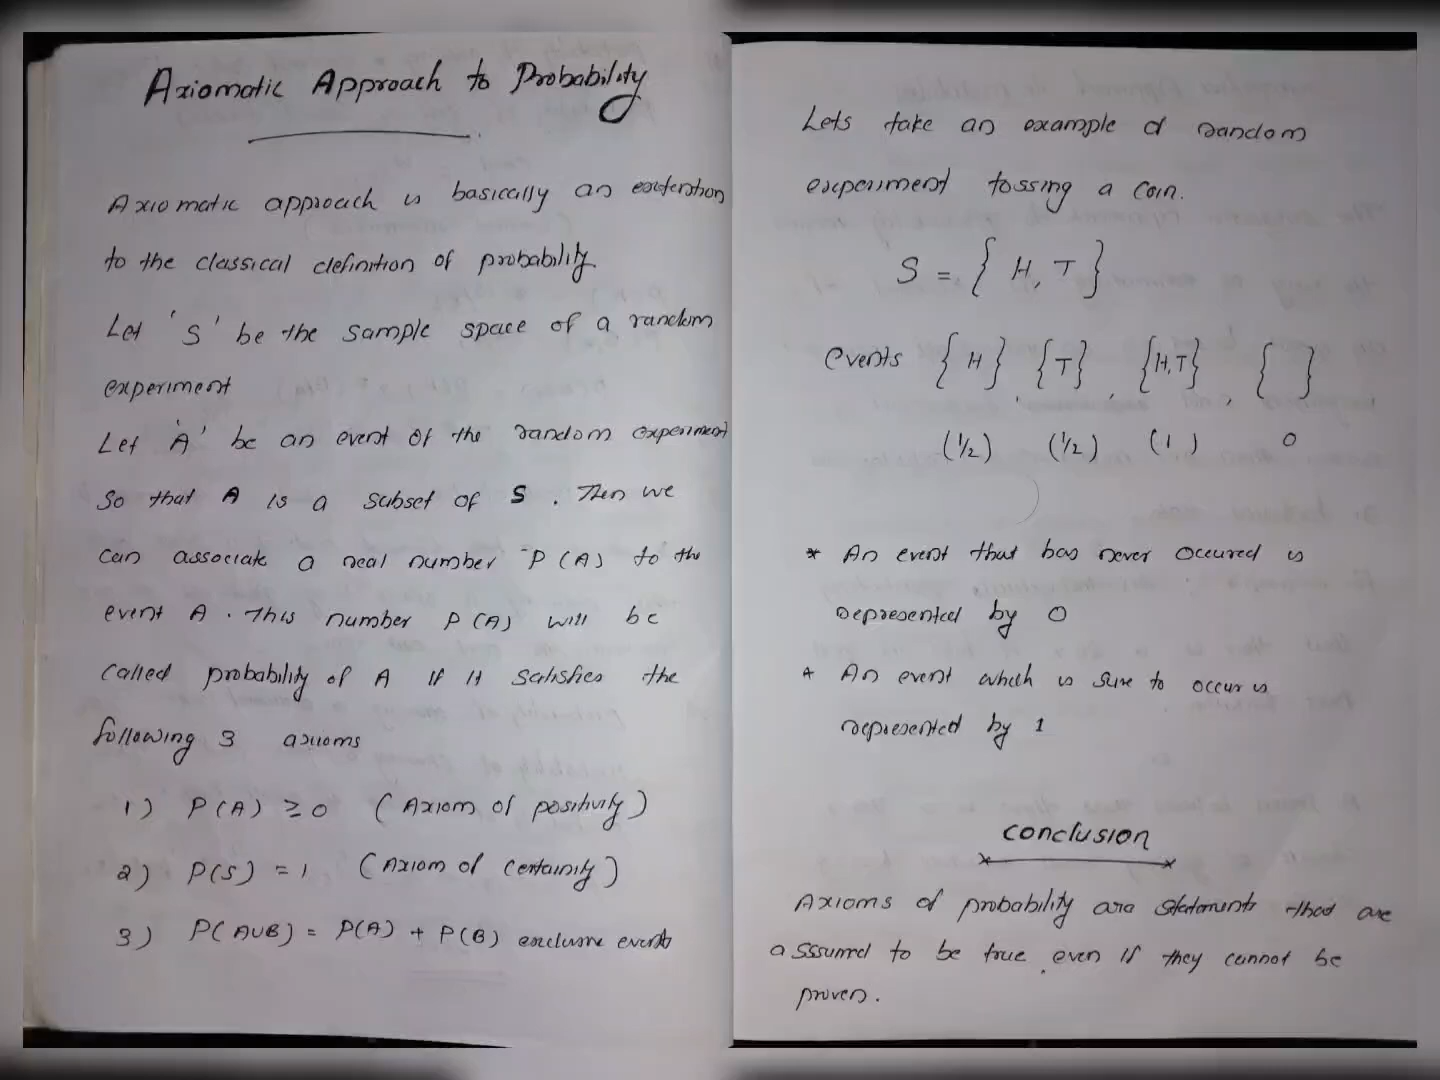 Axiomatic Approach to Probability
Axiomatic approach is basically an extention
to the classical definition of probability.
Let 'S' be the sample space of a random
experiment
Let 'A' be an event of the random experiment
So that A is a subset of S. Then we
can associate a real number P(A) to the
event A. This number P(A) will be
called probability of A if it satisfies the
following 3 axioms
1) P(A) ≥ 0 (Axiom of positivity)
2) P(S) = 1, (Axiom of Certainity)
3) P(A∪B) = P(A) + P(B) exclusive events
Lets take an example of random
experiment tossing a coin.
S = { H, T }
events { H }, { T }, { H,T }, { }
(1/2) (1/2) (1) 0
* An event that has never occured is
represented by 0
* An event which is sure to occur is
represented by 1
conclusion
Axioms of probability are statements that are
assumed to be true even if they cannot be
proven.